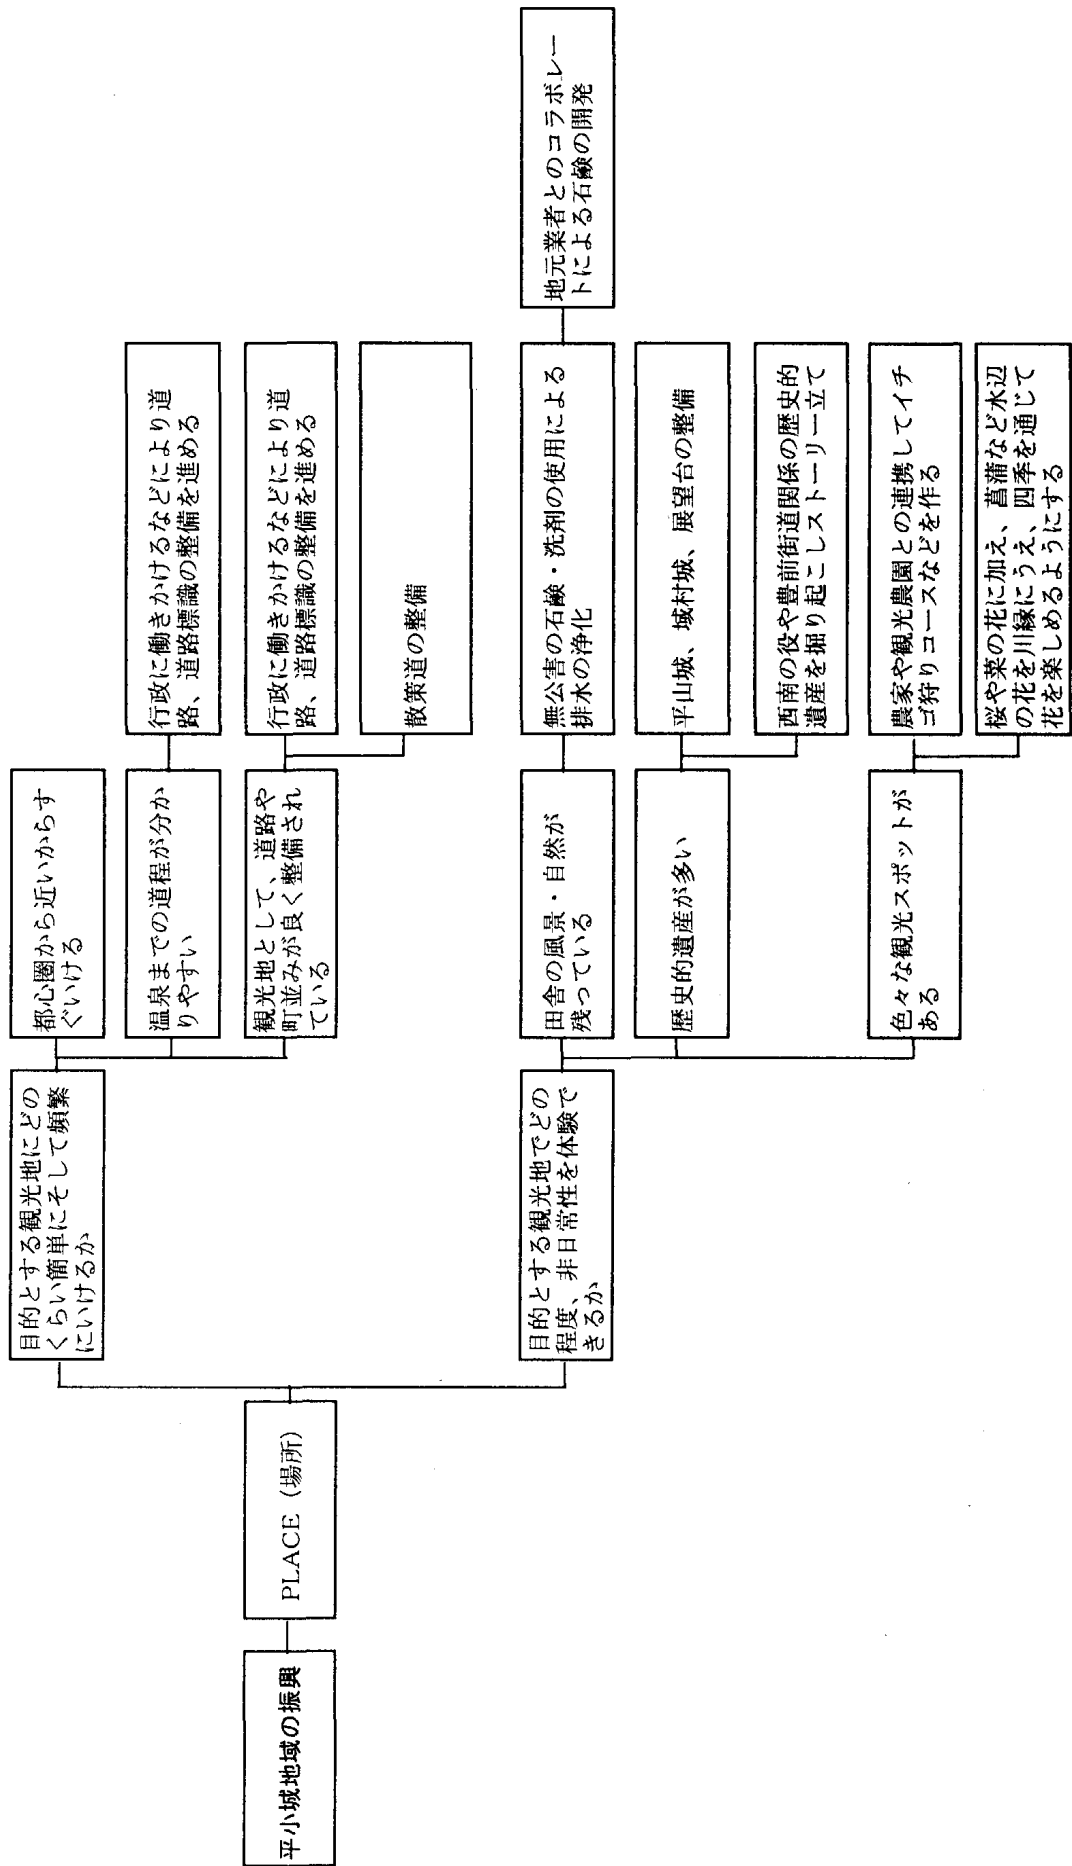 平小城地域の振興
PLACE (場所)
目的とする観光地にどの
くらい簡単にそして頻繁
にいけるか
都心圏から近いからす
ぐいける
温泉までの道程が分か
りやすい
行政に働きかけるなどにより道
路、道路標識の整備を進める
観光地として、道路や
町並みが良く整備され
ている
行政に働きかけるなどにより道
路、道路標識の整備を進める
散策道の整備
目的とする観光地でどの
程度、非日常性を体験で
きるか
田舎の風景・自然が
残っている
無公害の石鹸・洗剤の使用による
排水の浄化
地元業者とのコラボレー
トによる石鹸の開発
歴史的遺産が多い
平山城、域村城、展望台の整備
西南の役や豊前街道関係の歴史的
遺産を掘り起こしストーリー立て
色々な観光スポットが
ある
農家や観光農園との連携してイチ
ゴ狩りコースなどを作る
桜や菜の花に加え、菖蒲など水辺
の花を川縁にうえ、四季を通じて
花を楽しめるようにする